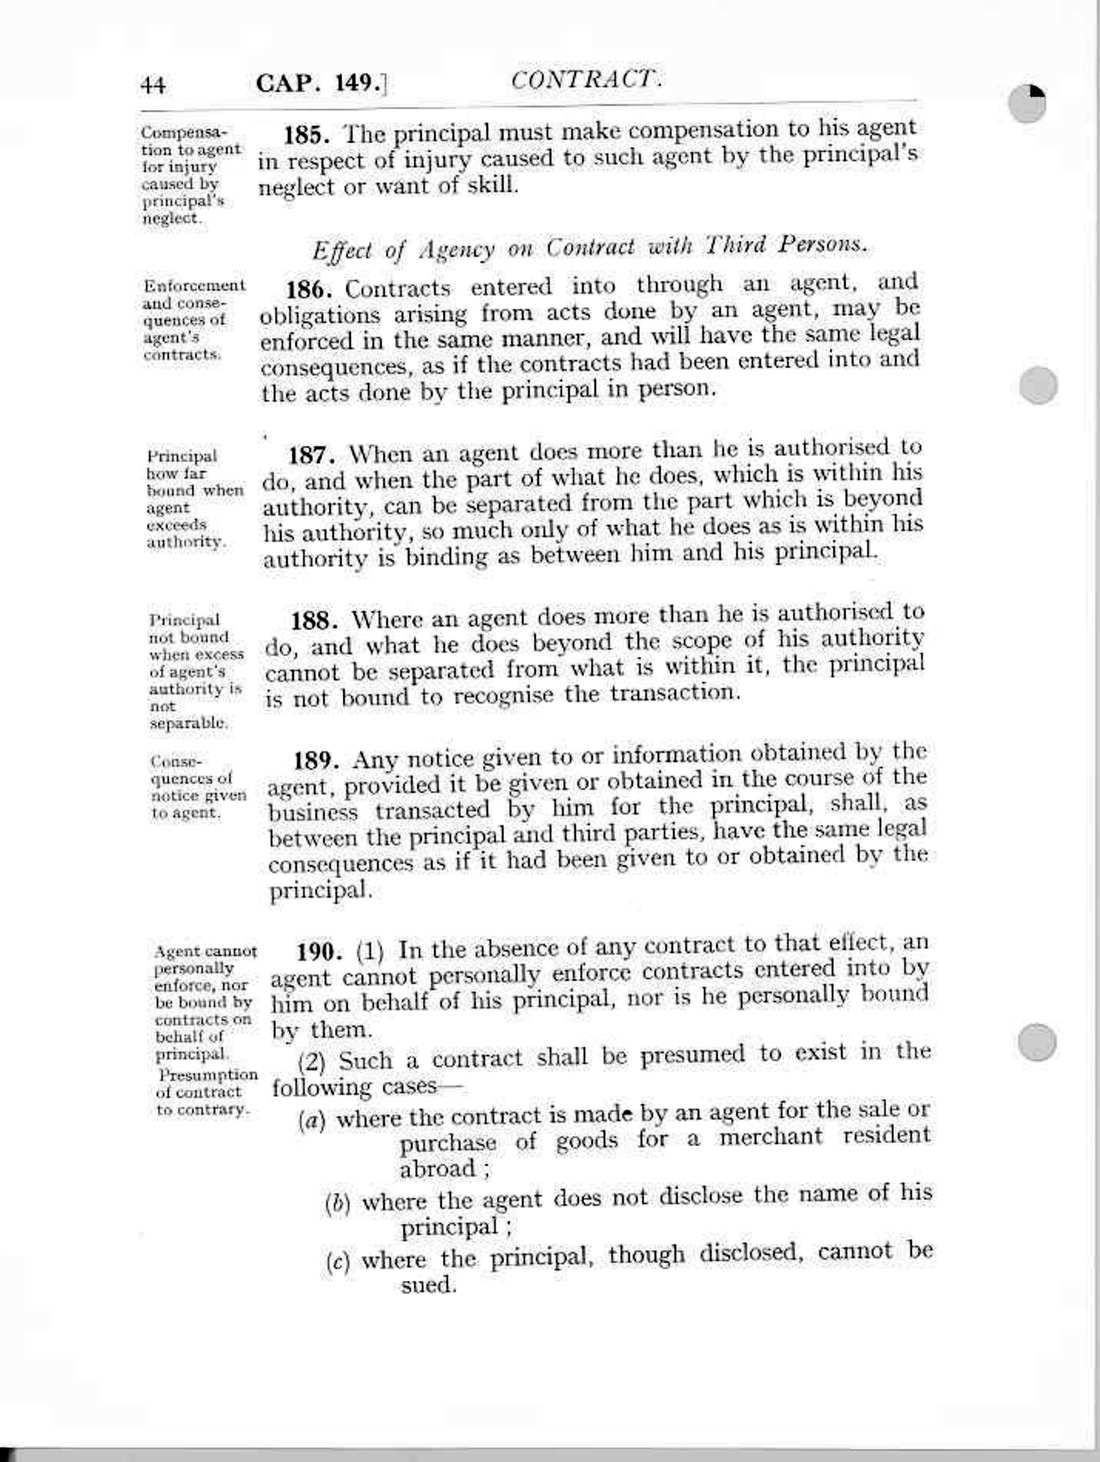 44 CAP. 149.] CONTRACT.
Compensa-
tion to agent
for injury
caused by
principal's
neglect.
185. The principal must make compensation to his agent
in respect of injury caused to such agent by the principal's
neglect or want of skill.
Effect of Agency on Contract with Third Persons.
Enforcement
and conse-
quences of
agent's
contracts.
186. Contracts entered into through an agent, and
obligations arising from acts done by an agent, may be
enforced in the same manner, and will have the same legal
consequences, as if the contracts had been entered into and
the acts done by the principal in person.
Principal
how far
bound when
agent
exceeds
authority.
187. When an agent does more than he is authorised to
do, and when the part of what he does, which is within his
authority, can be separated from the part which is beyond
his authority, so much only of what he does as is within his
authority is binding as between him and his principal.
Principal
not bound
when excess
of agent's
authority is
not
separable.
188. Where an agent does more than he is authorised to
do, and what he does beyond the scope of his authority
cannot be separated from what is within it, the principal
is not bound to recognise the transaction.
Conse-
quences of
notice given
to agent.
189. Any notice given to or information obtained by the
agent, provided it be given or obtained in the course of the
business transacted by him for the principal, shall, as
between the principal and third parties, have the same legal
consequences as if it had been given to or obtained by the
principal.
Agent cannot
personally
enforce, nor
be bound by
contracts on
behalf of
principal.
190. (1) In the absence of any contract to that effect, an
agent cannot personally enforce contracts entered into by
him on behalf of his principal, nor is he personally bound
by them.
Presumption
of contract
to contrary.
(2) Such a contract shall be presumed to exist in the
following cases—
(a) where the contract is made by an agent for the sale or
purchase of goods for a merchant resident
abroad ;
(b) where the agent does not disclose the name of his
principal ;
(c) where the principal, though disclosed, cannot be
sued.